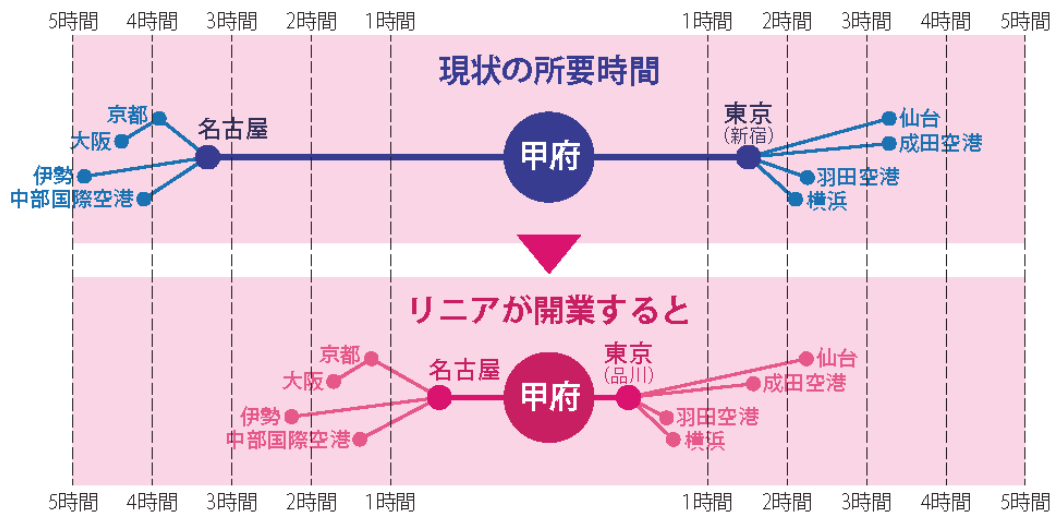 5時間 4時間 3時間 2時間 1時間 1時間 2時間 3時間 4時間 5時間
現状の所要時間
京都
大阪
名古屋
伊勢
中部国際空港
甲府
東京
(新宿)
仙台
成田空港
羽田空港
横浜
リニアが開業すると
京都
大阪
名古屋
伊勢
中部国際空港
甲府
東京
(品川)
仙台
成田空港
羽田空港
横浜
5時間 4時間 3時間 2時間 1時間 1時間 2時間 3時間 4時間 5時間